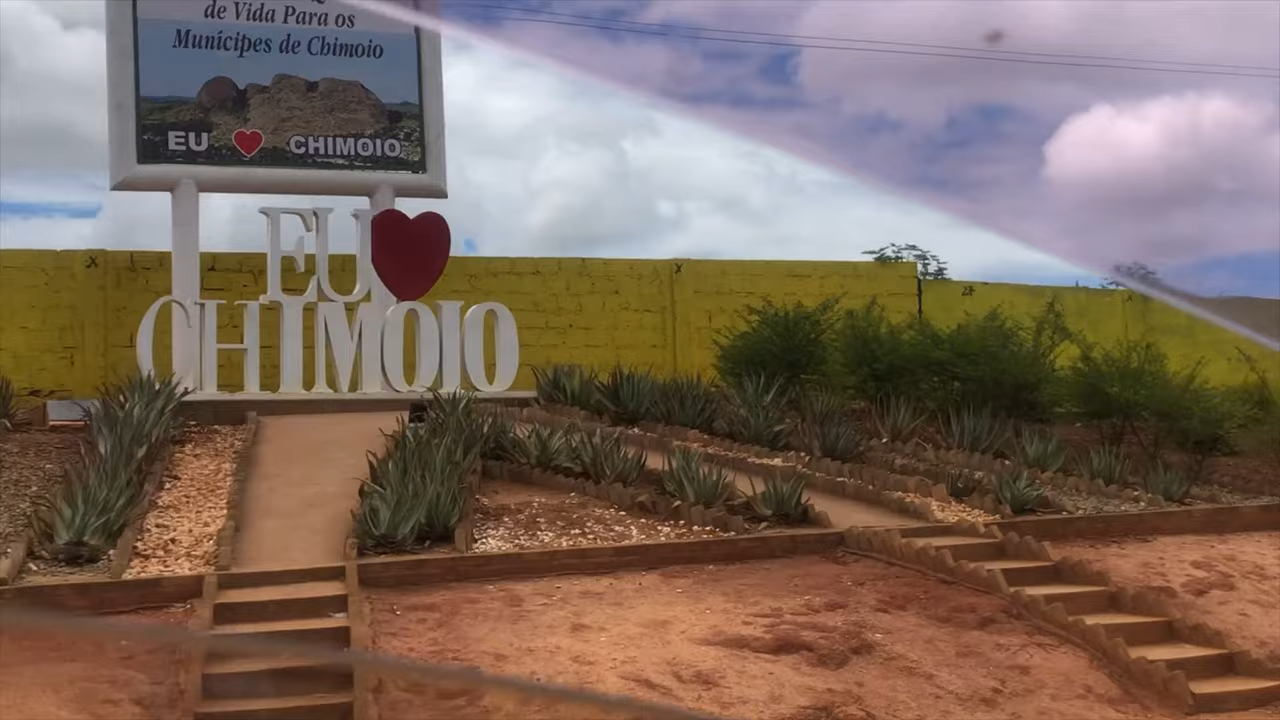 de Vida Para os
Munícipes de Chimoio
EU CHIMOIO
EU
CHIMOIO